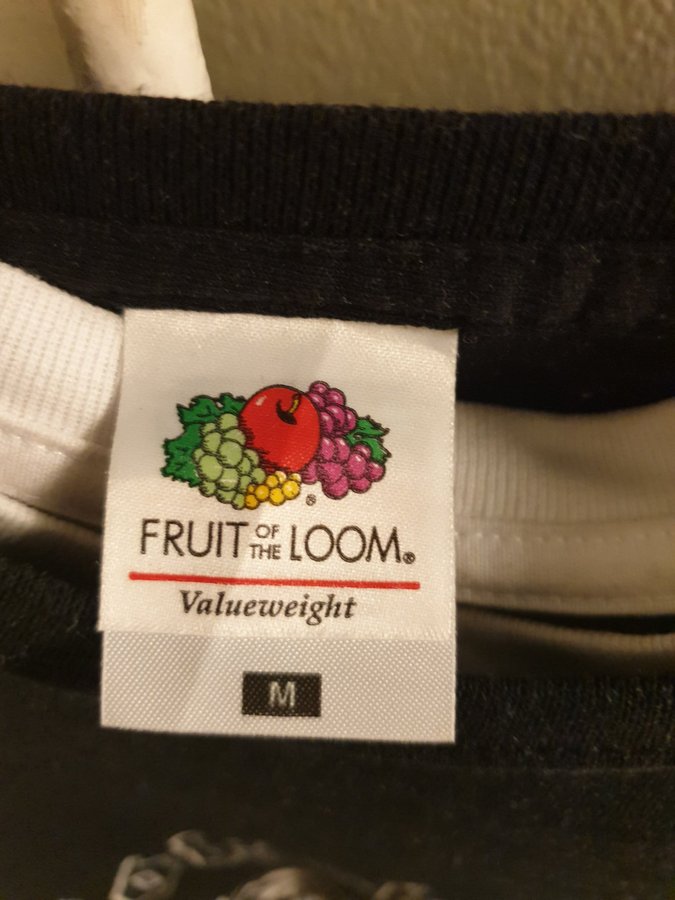 ®
FRUIT OF THE LOOM®
Valueweight
M